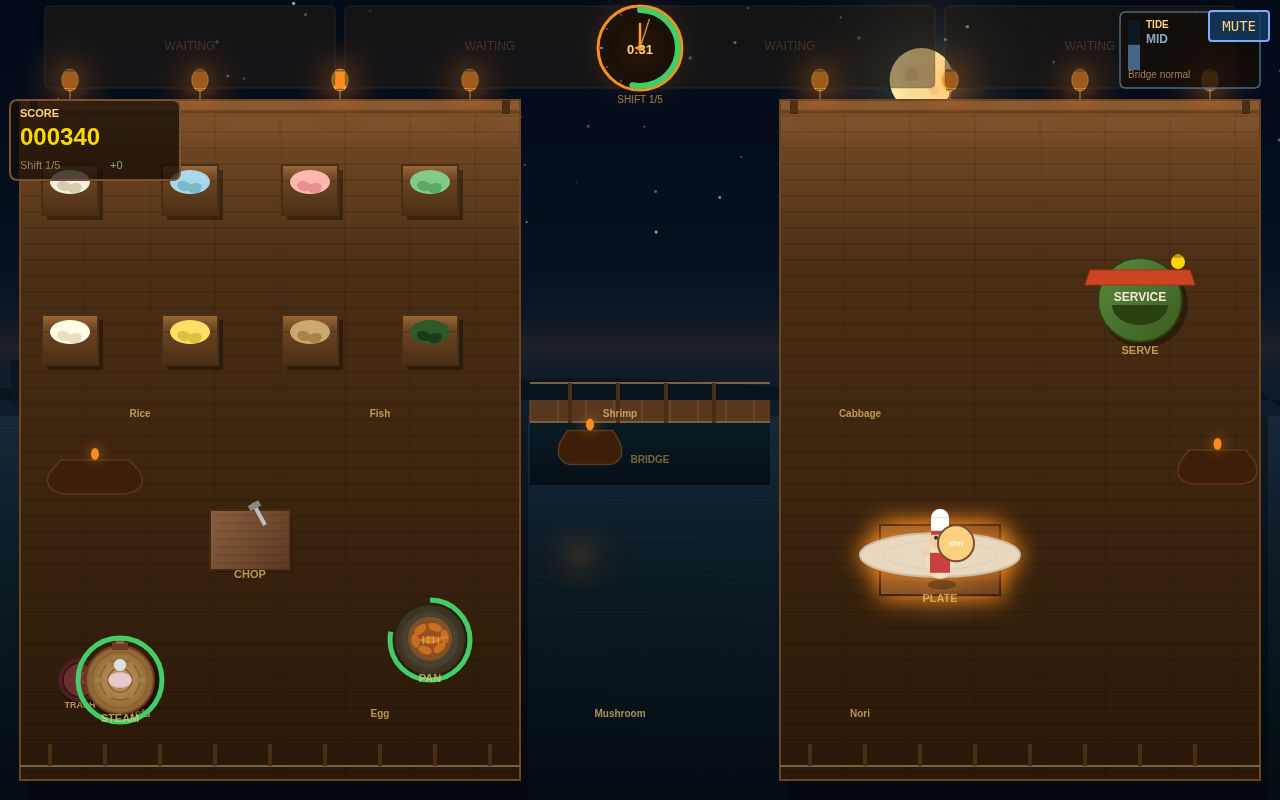 WAITING
WAITING
WAITING
WAITING
0:31
SHIFT 1/5
TIDE
MID
Bridge normal
MUTE
SCORE
000340
Shift 1/5
+0
SERVICE
SERVE
Rice
Fish
Shrimp
Cabbage
BRIDGE
CHOP
shri
PLATE
PAN
STEAM
Egg
Mushroom
Nori